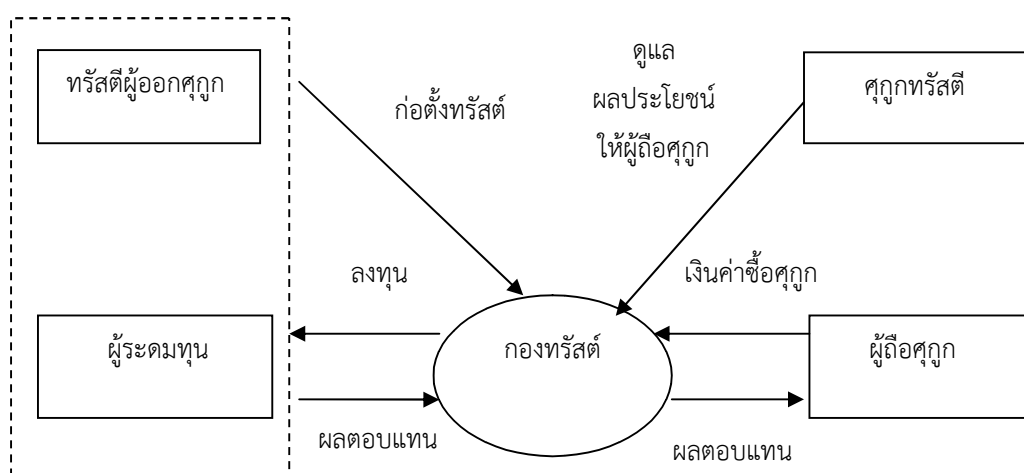 ทรัสตีผู้ออกศุกูก
ก่อตั้งทรัสต์
ดูแล
ผลประโยชน์
ให้ผู้ถือศุกูก
ศุกูกทรัสตี
ลงทุน
เงินค่าซื้อศุกูก
ผู้ระดมทุน
กองทรัสต์
ผู้ถือศุกูก
ผลตอบแทน
ผลตอบแทน